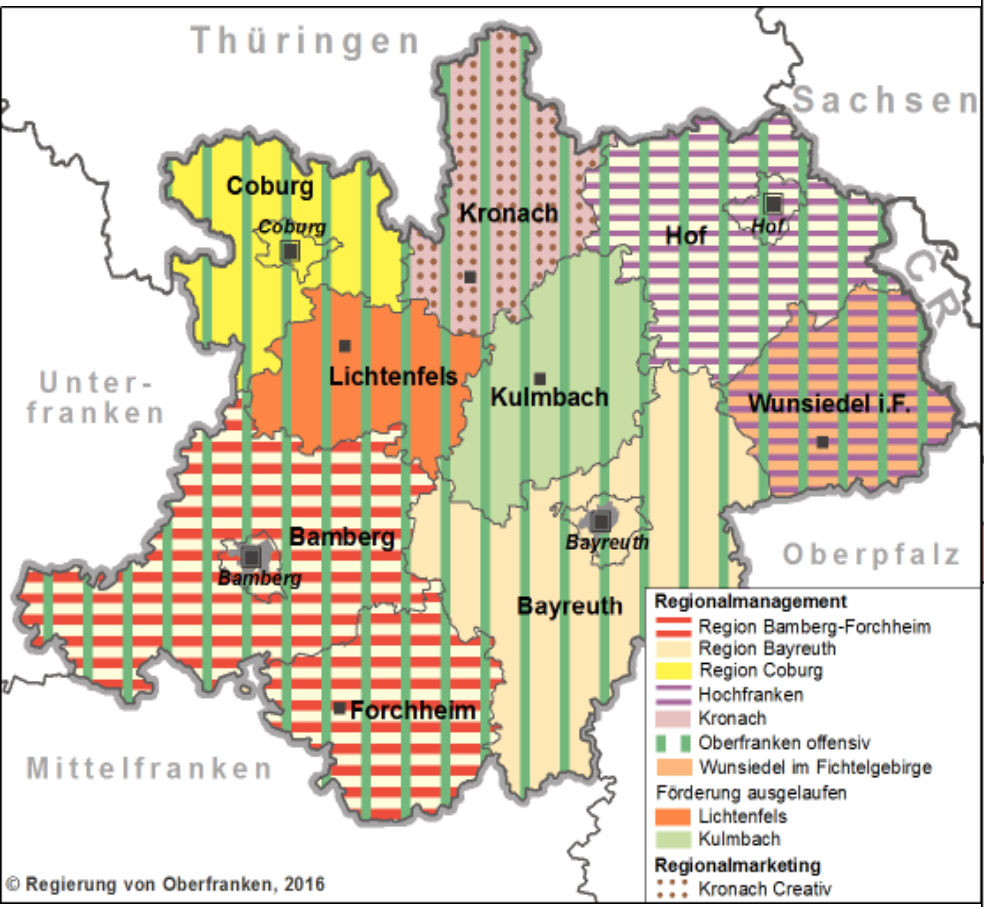 Thüringen
Sachsen
Coburg
Coburg
Kronach
Hof
Hof
C.R.
Unter-
franken
Lichtenfels
Kulmbach
Wunsiedel i.F.
Bamberg
Bamberg
Bayreuth
Bayreuth
Oberpfalz
Forchheim
Mittelfranken
Regionalmanagement
Region Bamberg-Forchheim
Region Bayreuth
Region Coburg
Hochfranken
Kronach
Oberfranken offensiv
Wunsiedel im Fichtelgebirge
Förderung ausgelaufen
Lichtenfels
Kulmbach
Regionalmarketing
Kronach Creativ
© Regierung von Oberfranken, 2016